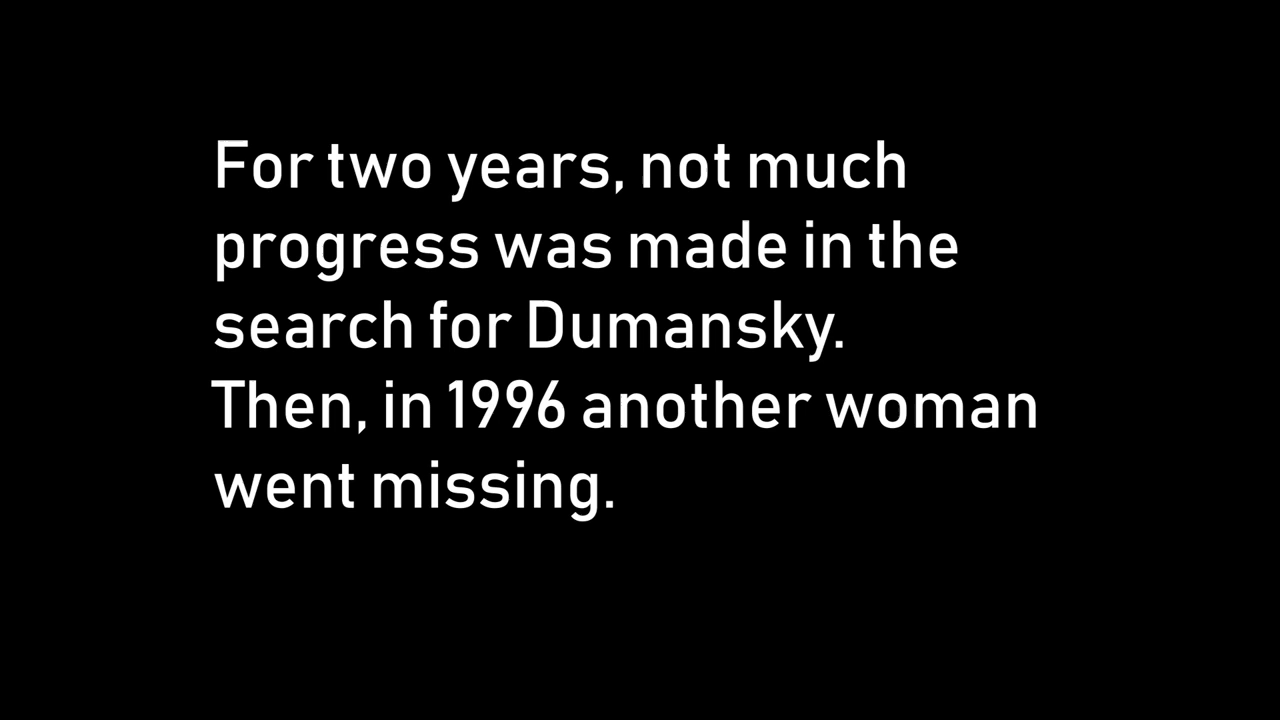 For two years, not much
progress was made in the
search for Dumansky.
Then, in 1996 another woman
went missing.